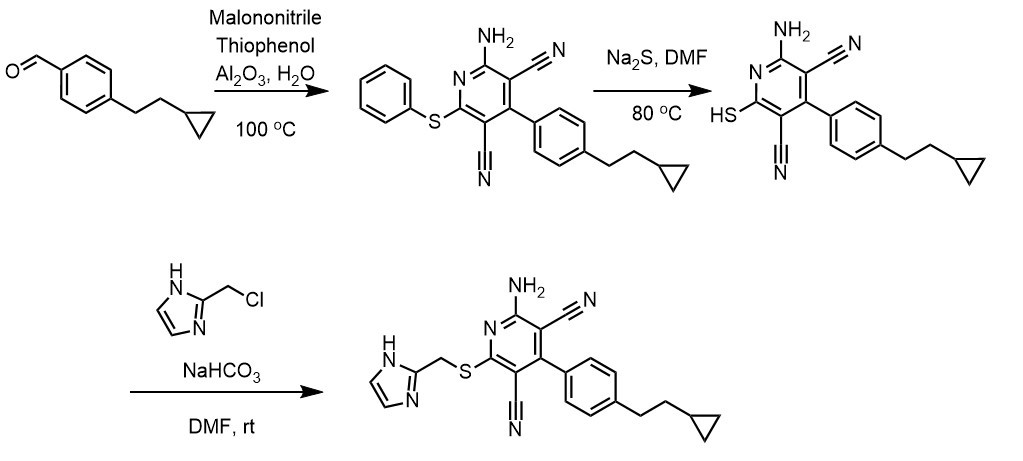 Malononitrile
Thiophenol
Al₂O₃, H₂O
100 °C
O
NH₂
N
N
S
N
Na₂S, DMF
80 °C
NH₂
N
N
HS
N
H
N
N
Cl
NaHCO₃
DMF, rt
NH₂
N
N
H
N
N
S
N